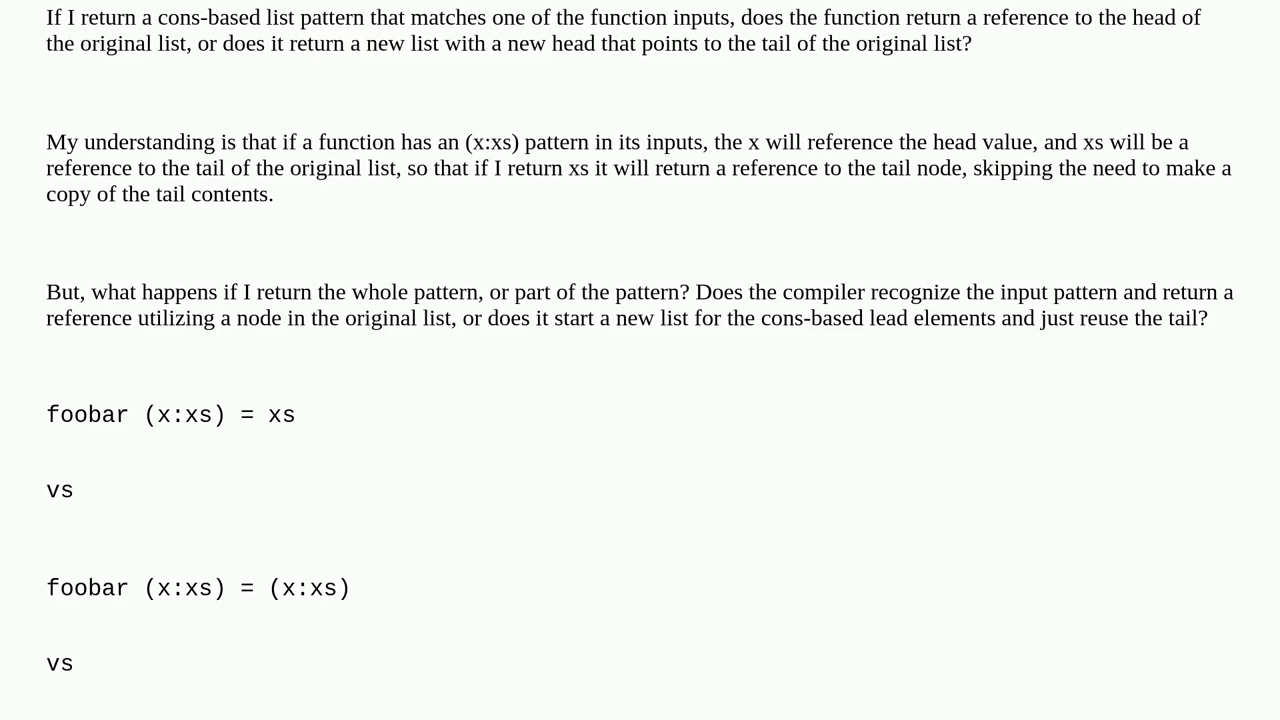 If I return a cons-based list pattern that matches one of the function inputs, does the function return a reference to the head of
the original list, or does it return a new list with a new head that points to the tail of the original list?
My understanding is that if a function has an (x:xs) pattern in its inputs, the x will reference the head value, and xs will be a
reference to the tail of the original list, so that if I return xs it will return a reference to the tail node, skipping the need to make a
copy of the tail contents.
But, what happens if I return the whole pattern, or part of the pattern? Does the compiler recognize the input pattern and return a
reference utilizing a node in the original list, or does it start a new list for the cons-based lead elements and just reuse the tail?
foobar (x:xs) = xs
vs
foobar (x:xs) = (x:xs)
vs